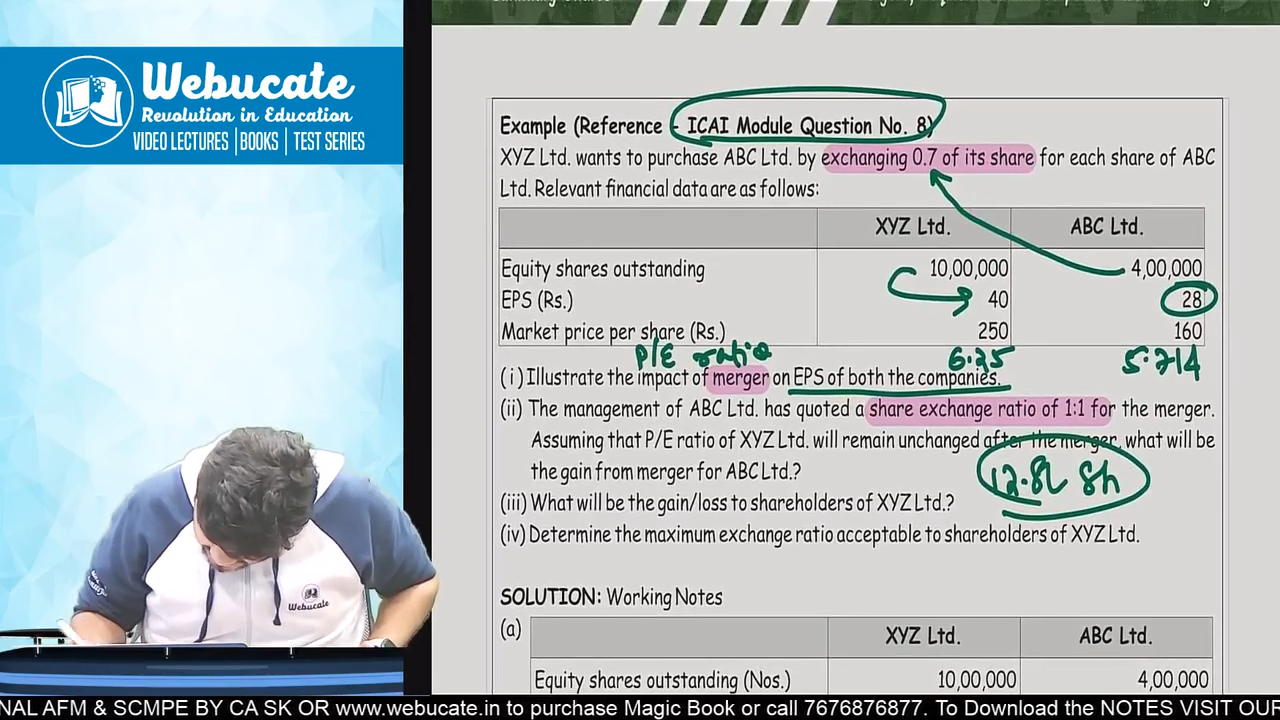 Webucate
Revolution in Education
VIDEO LECTURES | BOOKS | TEST SERIES
Example (Reference - ICAI Module Question No. 8)
XYZ Ltd. wants to purchase ABC Ltd. by exchanging 0.7 of its share for each share of ABC
Ltd. Relevant financial data are as follows:
XYZ Ltd. ABC Ltd.
Equity shares outstanding 10,00,000 4,00,000
EPS (Rs.) 40 28
Market price per share (Rs.) 250 160
P/E ratio 6.25 5.714
(i) Illustrate the impact of merger on EPS of both the companies.
(ii) The management of ABC Ltd. has quoted a share exchange ratio of 1:1 for the merger.
Assuming that P/E ratio of XYZ Ltd. will remain unchanged after the merger, what will be
the gain from merger for ABC Ltd.?
12.8L Sh
(iii) What will be the gain/loss to shareholders of XYZ Ltd.?
(iv) Determine the maximum exchange ratio acceptable to shareholders of XYZ Ltd.
SOLUTION: Working Notes
(a) XYZ Ltd. ABC Ltd.
Equity shares outstanding (Nos.) 10,00,000 4,00,000
Webucate
NAL AFM & SCMPE BY CA SK OR www.webucate.in to purchase Magic Book or call 7676876877. To Download the NOTES VISIT OUR